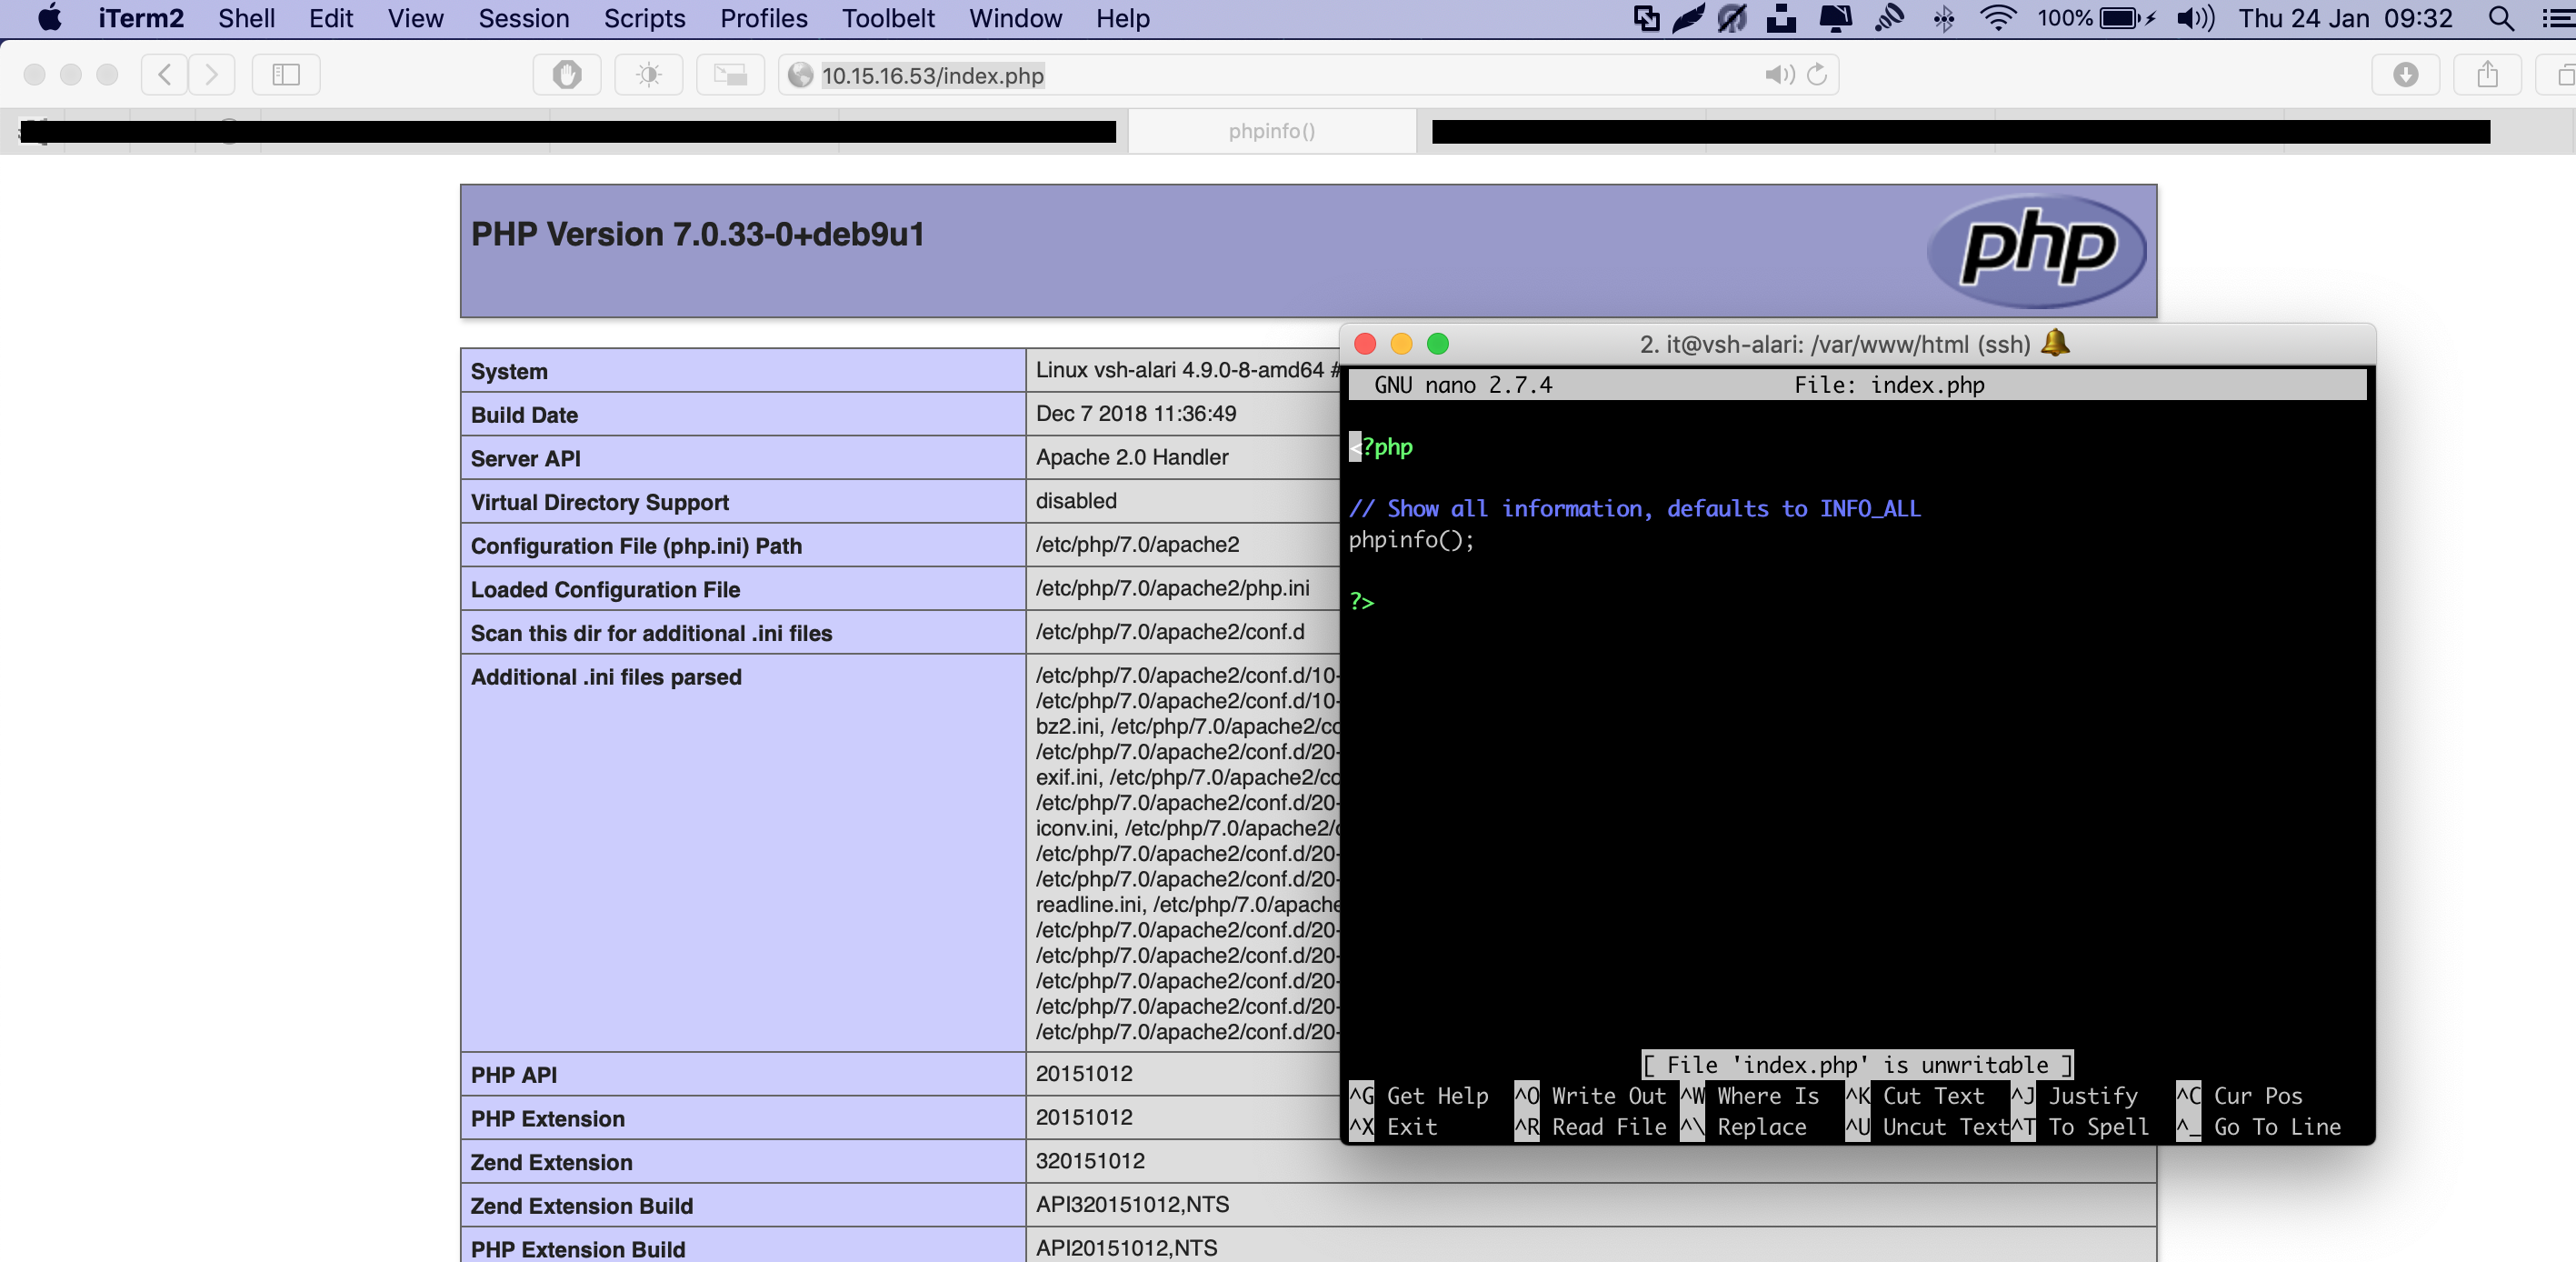 iTerm2 Shell Edit View Session Scripts Profiles Toolbelt Window Help 100% Thu 24 Jan 09:32
10.15.16.53/index.php
phpinfo()
PHP Version 7.0.33-0+deb9u1
php
System Linux vsh-alari 4.9.0-8-amd64 #
Build Date Dec 7 2018 11:36:49
Server API Apache 2.0 Handler
Virtual Directory Support disabled
Configuration File (php.ini) Path /etc/php/7.0/apache2
Loaded Configuration File /etc/php/7.0/apache2/php.ini
Scan this dir for additional .ini files /etc/php/7.0/apache2/conf.d
Additional .ini files parsed /etc/php/7.0/apache2/conf.d/10-
/etc/php/7.0/apache2/conf.d/10-
bz2.ini, /etc/php/7.0/apache2/co
/etc/php/7.0/apache2/conf.d/20-
exif.ini, /etc/php/7.0/apache2/co
/etc/php/7.0/apache2/conf.d/20-
iconv.ini, /etc/php/7.0/apache2/c
/etc/php/7.0/apache2/conf.d/20-
/etc/php/7.0/apache2/conf.d/20-
readline.ini, /etc/php/7.0/apache
/etc/php/7.0/apache2/conf.d/20-
/etc/php/7.0/apache2/conf.d/20-
/etc/php/7.0/apache2/conf.d/20-
/etc/php/7.0/apache2/conf.d/20-
/etc/php/7.0/apache2/conf.d/20-
PHP API 20151012
PHP Extension 20151012
Zend Extension 320151012
Zend Extension Build API320151012,NTS
PHP Extension Build API20151012,NTS
2. it@vsh-alari: /var/www/html (ssh)
GNU nano 2.7.4 File: index.php
<?php
// Show all information, defaults to INFO_ALL
phpinfo();
?>
[ File 'index.php' is unwritable ]
^G Get Help ^O Write Out ^W Where Is ^K Cut Text ^J Justify ^C Cur Pos
^X Exit ^R Read File ^\ Replace ^U Uncut Text ^T To Spell ^_ Go To Line